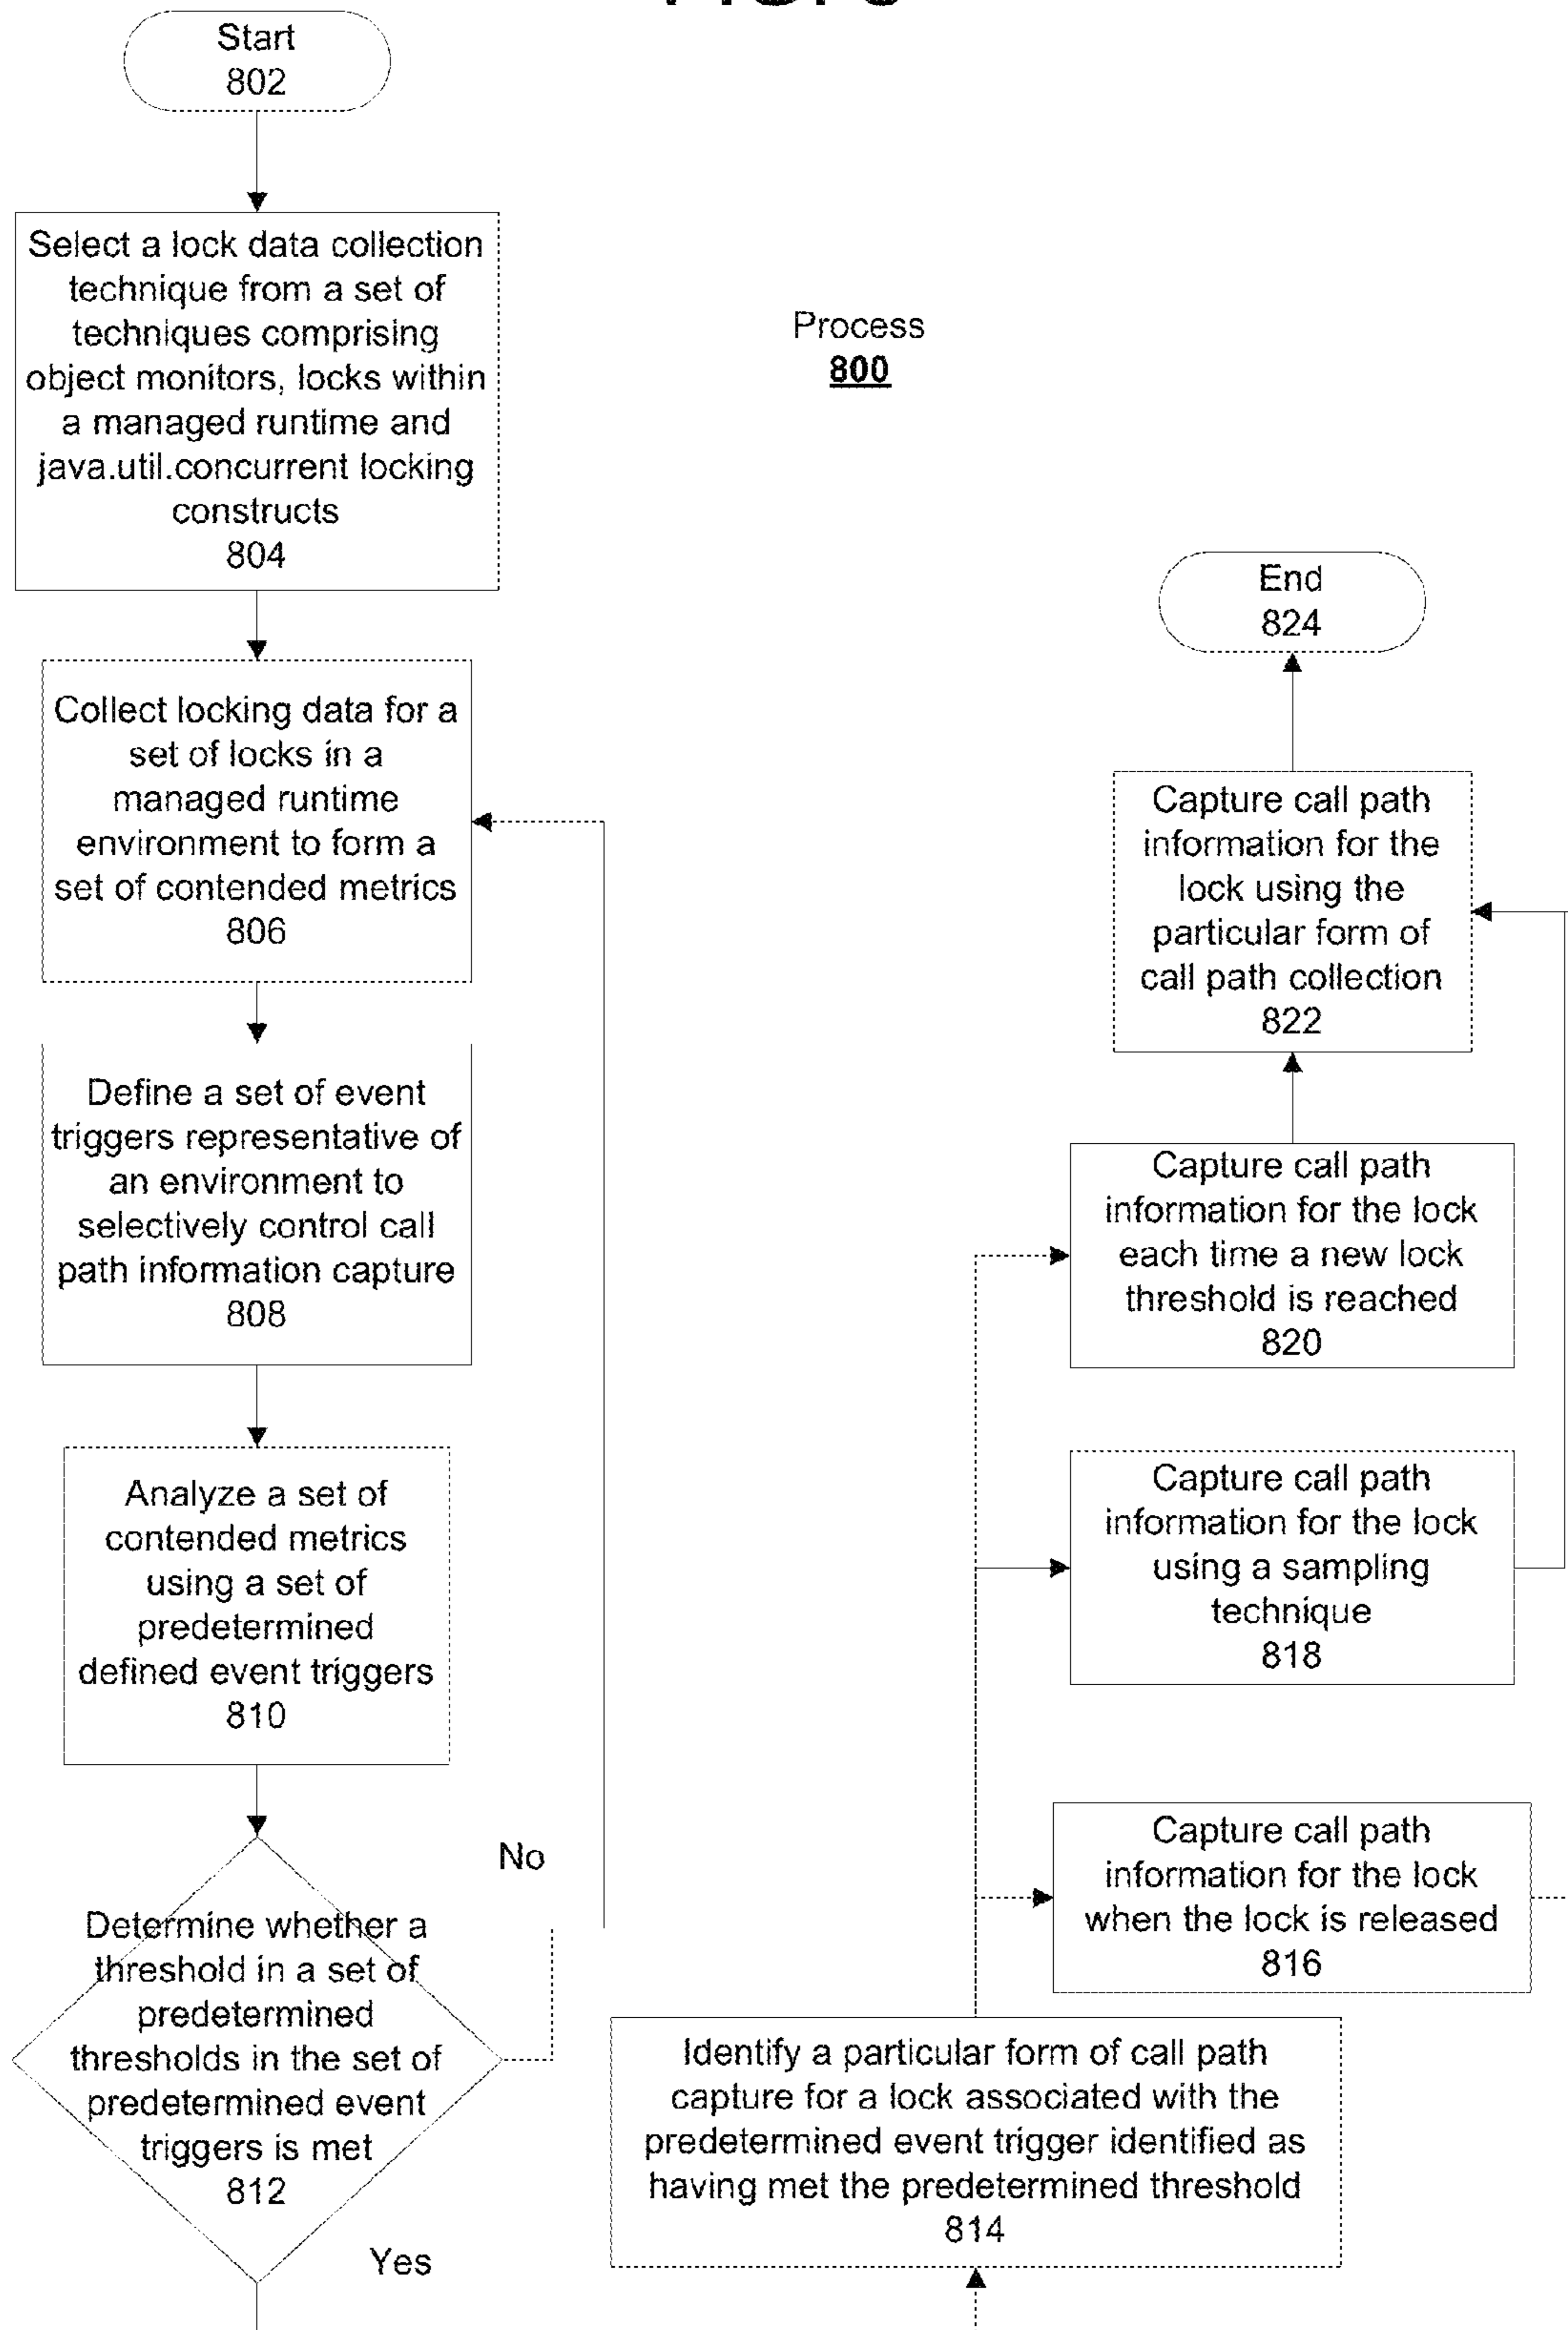 Start
802
Select a lock data collection
technique from a set of
techniques comprising
object monitors, locks within
a managed runtime and
java.util.concurrent locking
constructs
804
Collect locking data for a
set of locks in a
managed runtime
environment to form a
set of contended metrics
806
Define a set of event
triggers representative of
an environment to
selectively control call
path information capture
808
Analyze a set of
contended metrics
using a set of
predetermined
defined event triggers
810
No
Determine whether a
threshold in a set of
predetermined
thresholds in the set of
predetermined event
triggers is met
812
Yes
Process
800
End
824
Capture call path
information for the
lock using the
particular form of
call path collection
822
Capture call path
information for the lock
each time a new lock
threshold is reached
820
Capture call path
information for the lock
using a sampling
technique
818
Capture call path
information for the lock
when the lock is released
816
Identify a particular form of call path
capture for a lock associated with the
predetermined event trigger identified as
having met the predetermined threshold
814